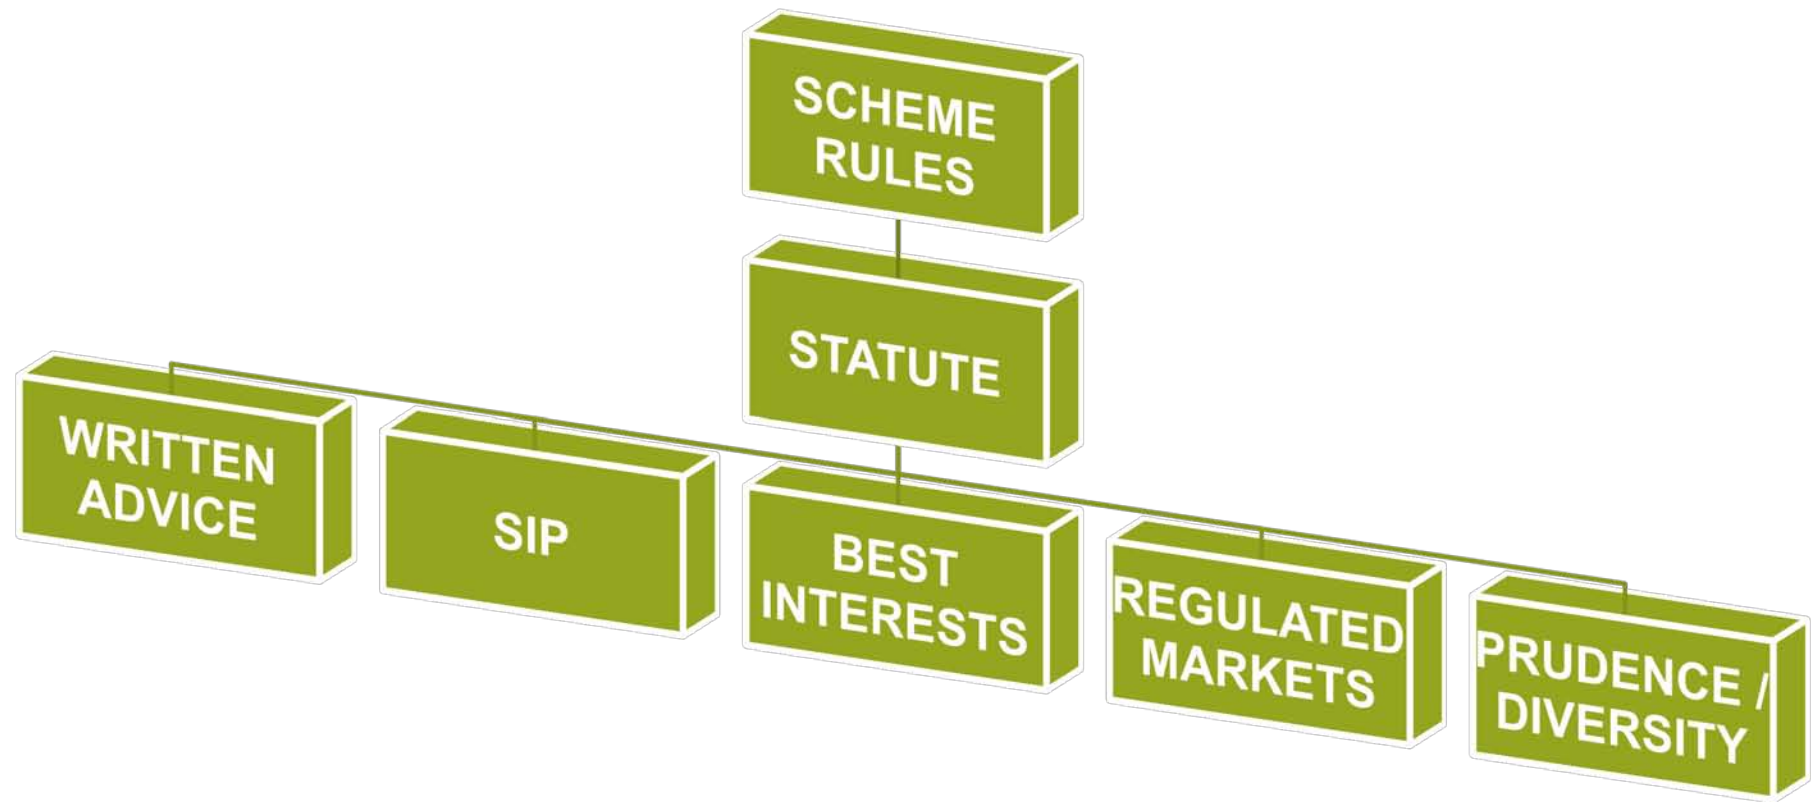 SCHEME
RULES
STATUTE
WRITTEN
ADVICE
SIP
BEST
INTERESTS
REGULATED
MARKETS
PRUDENCE /
DIVERSITY